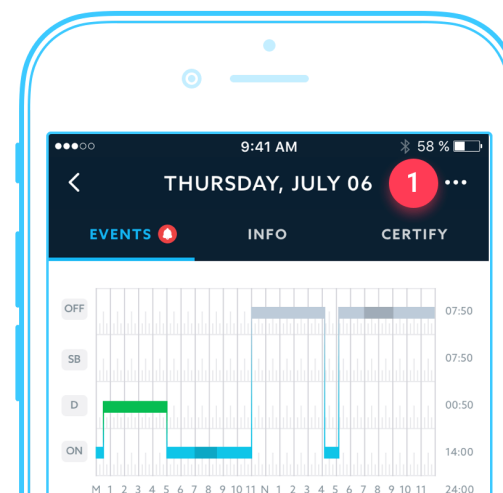 9:41 AM 58 %
THURSDAY, JULY 06 1
EVENTS INFO CERTIFY
OFF 07:50
SB 07:50
D 00:50
ON 14:00
M 1 2 3 4 5 6 7 8 9 10 11 N 1 2 3 4 5 6 7 8 9 10 11 24:00